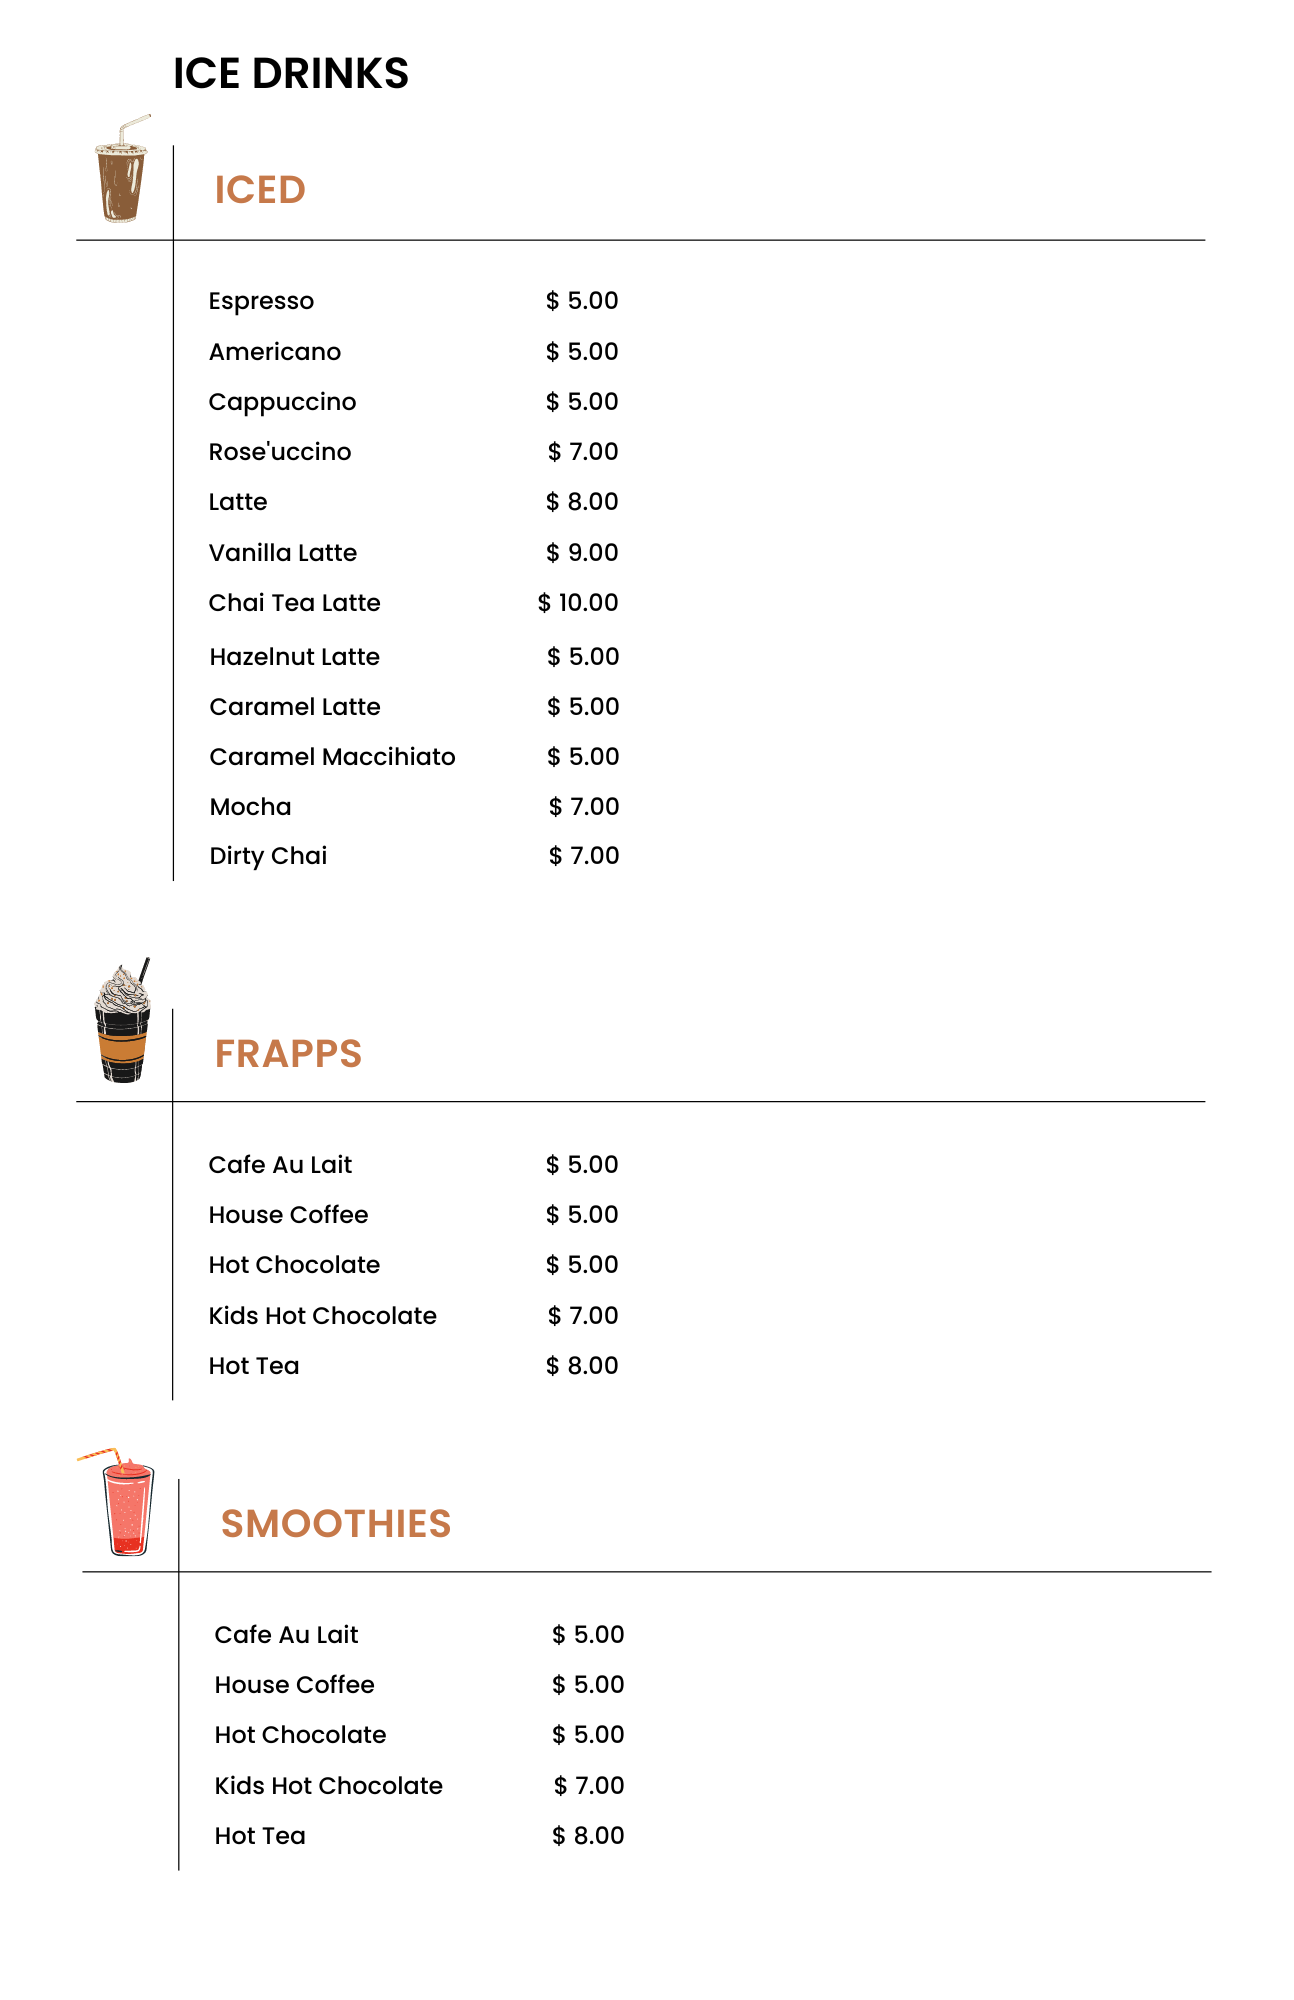 ICE DRINKS
ICED
Espresso $ 5.00
Americano $ 5.00
Cappuccino $ 5.00
Rose'uccino $ 7.00
Latte $ 8.00
Vanilla Latte $ 9.00
Chai Tea Latte $ 10.00
Hazelnut Latte $ 5.00
Caramel Latte $ 5.00
Caramel Maccihiato $ 5.00
Mocha $ 7.00
Dirty Chai $ 7.00
FRAPPS
Cafe Au Lait $ 5.00
House Coffee $ 5.00
Hot Chocolate $ 5.00
Kids Hot Chocolate $ 7.00
Hot Tea $ 8.00
SMOOTHIES
Cafe Au Lait $ 5.00
House Coffee $ 5.00
Hot Chocolate $ 5.00
Kids Hot Chocolate $ 7.00
Hot Tea $ 8.00